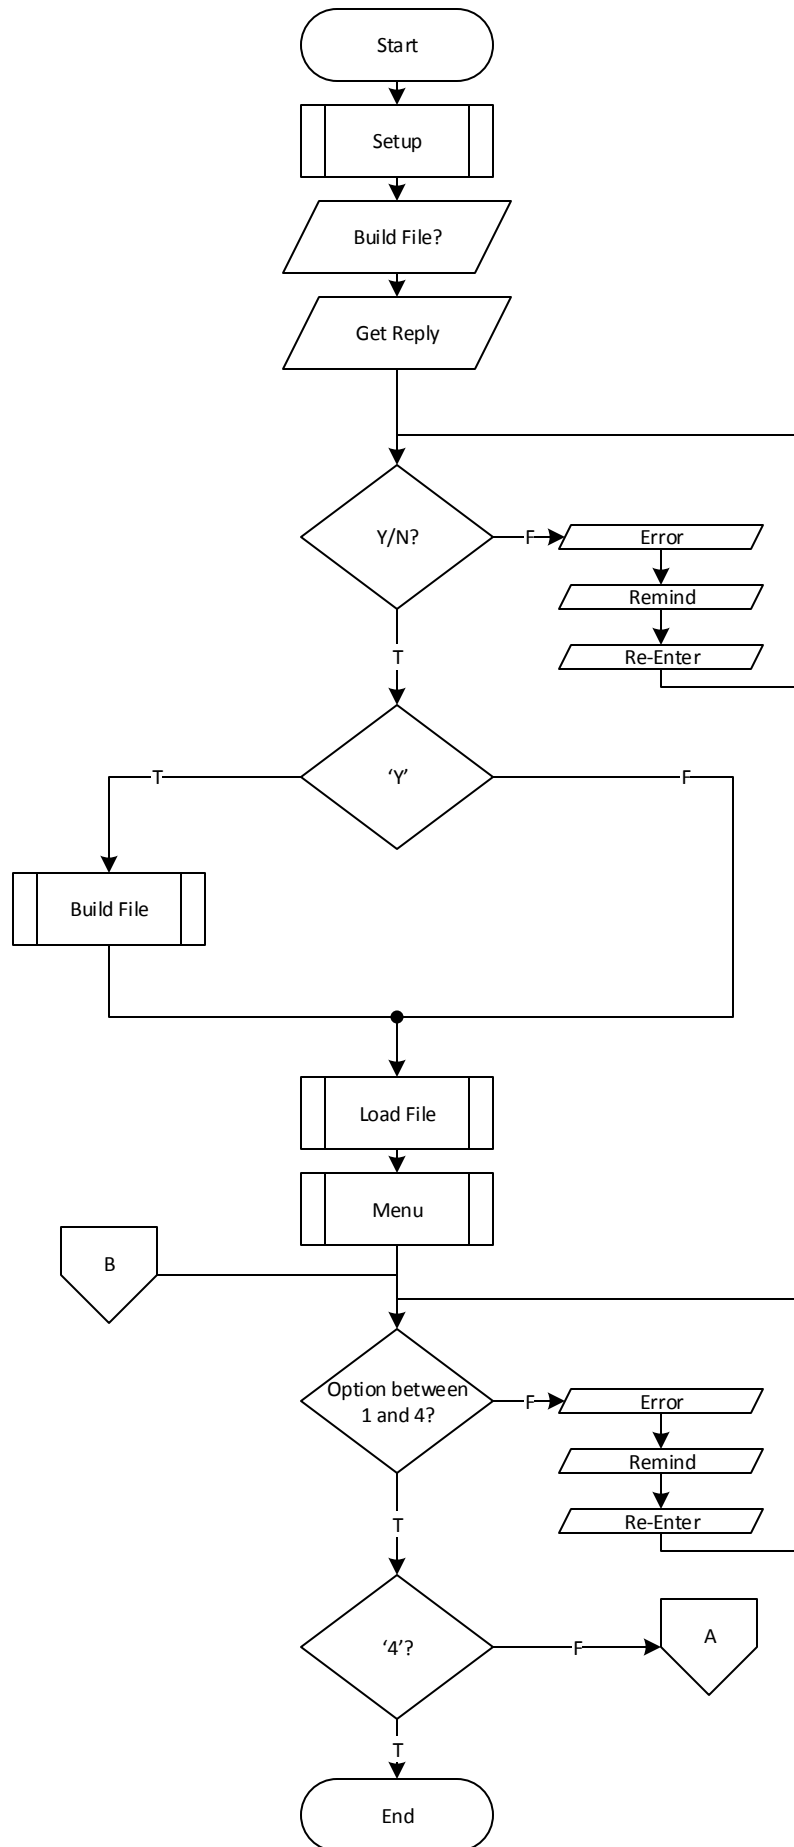 Start
Setup
Build File?
Get Reply
Y/N?
F
Error
Remind
T
Re-Enter
T
‘Y’
F
Build File
Load File
Menu
B
Option between
1 and 4?
F
Error
Remind
T
Re-Enter
‘4’?
F
A
T
End